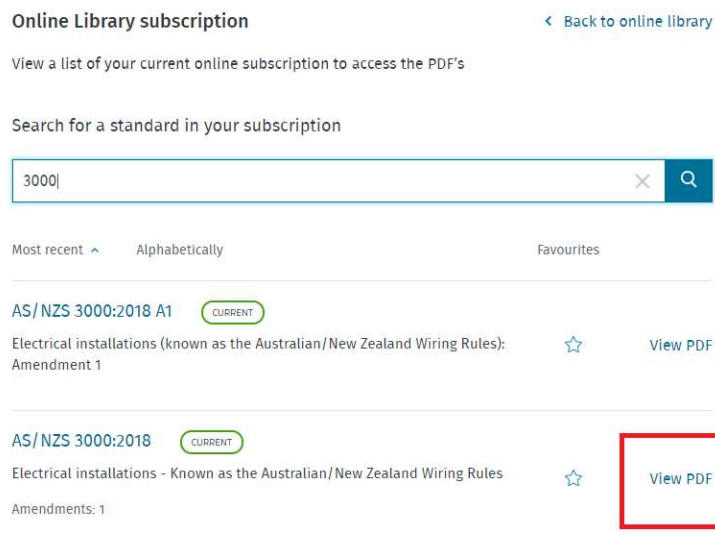 Online Library subscription
Back to online library
View a list of your current online subscription to access the PDF's
Search for a standard in your subscription
3000
Most recent Alphabetically Favourites
AS/NZS 3000:2018 A1 CURRENT
Electrical installations (known as the Australian/New Zealand Wiring Rules):
Amendment 1
View PDF
AS/NZS 3000:2018 CURRENT
Electrical installations - Known as the Australian/New Zealand Wiring Rules
View PDF
Amendments: 1